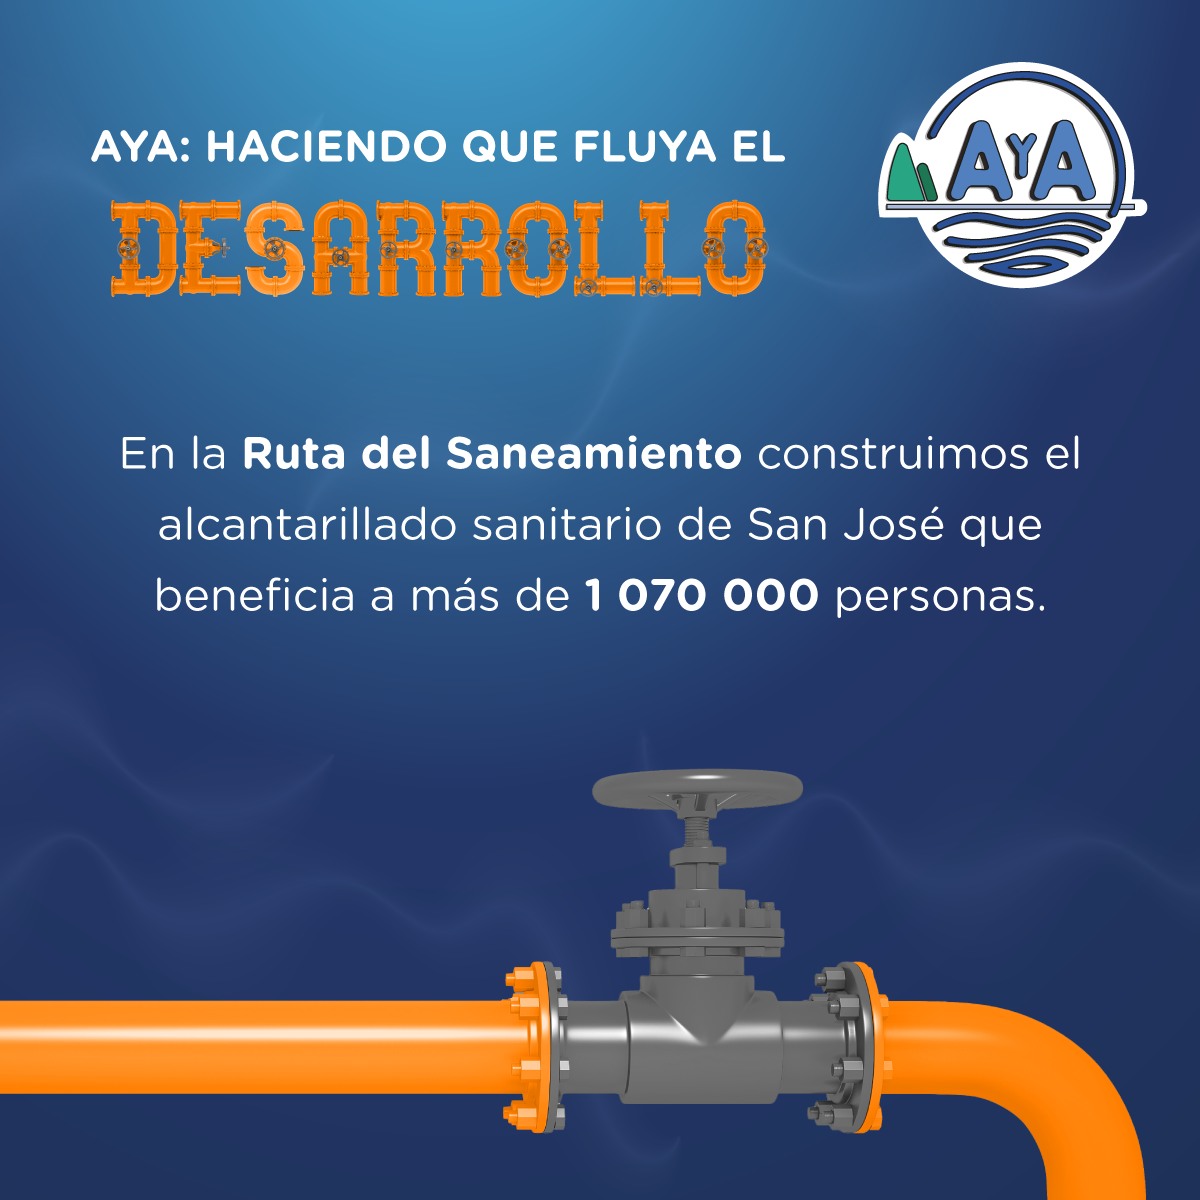 AYA: HACIENDO QUE FLUYA EL
DESARROLLO
AYA
En la Ruta del Saneamiento construimos el
alcantarillado sanitario de San José que
beneficia a más de 1 070 000 personas.